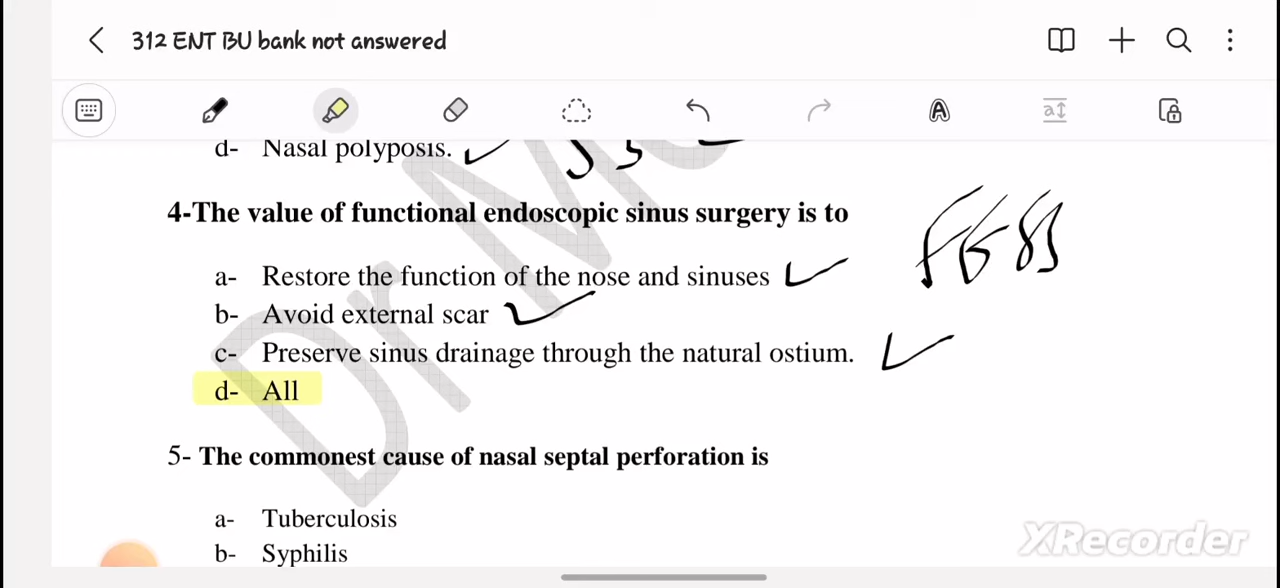 312 ENT BU bank not answered
d- Nasal polyposis.
4-The value of functional endoscopic sinus surgery is to
a- Restore the function of the nose and sinuses
b- Avoid external scar
c- Preserve sinus drainage through the natural ostium.
d- All
5- The commonest cause of nasal septal perforation is
a- Tuberculosis
b- Syphilis
XRecorder